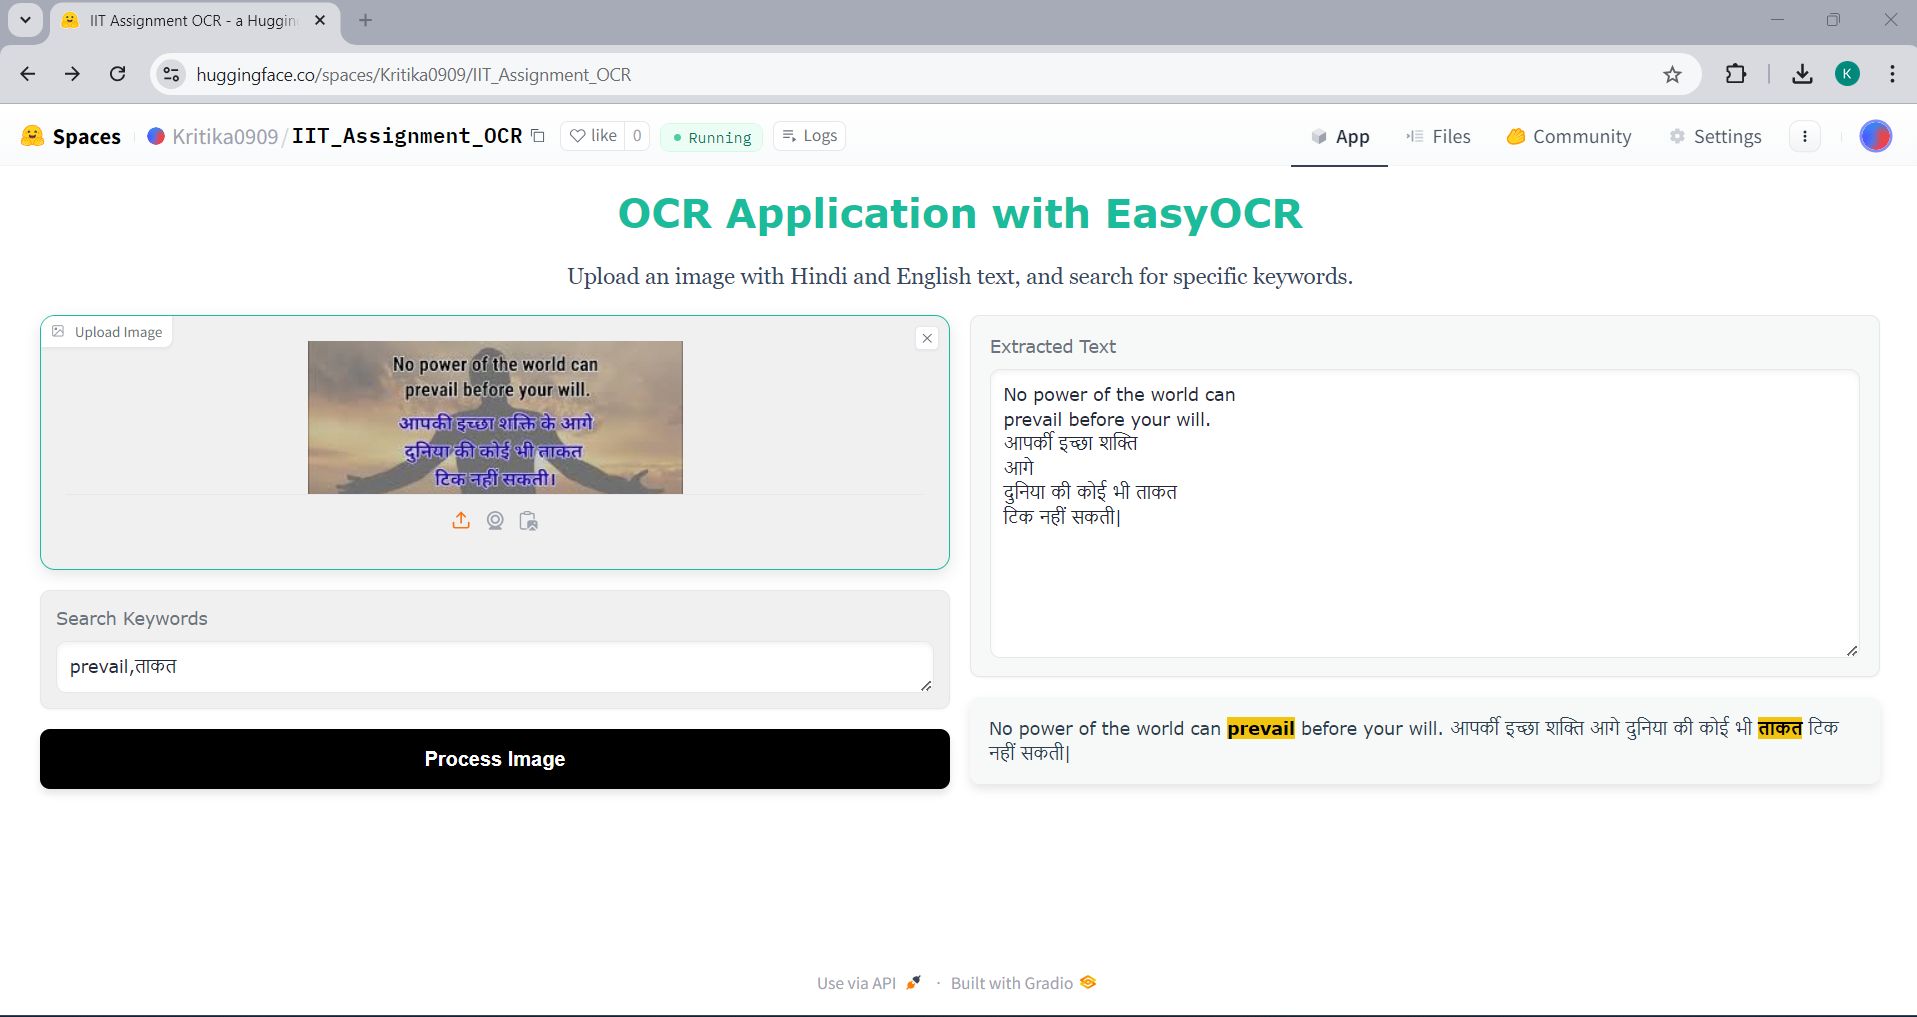 IIT Assignment OCR - a Huggin
huggingface.co/spaces/Kritika0909/IIT_Assignment_OCR
K
Spaces
Kritika0909/IIT_Assignment_OCR
like 0
Running
Logs
App
Files
Community
Settings
OCR Application with EasyOCR
Upload an image with Hindi and English text, and search for specific keywords.
Upload Image
No power of the world can
prevail before your will.
आपकी इच्छा शक्ति के आगे
दुनिया की कोई भी ताकत
टिक नहीं सकती।
Search Keywords
prevail,ताकत
Process Image
Extracted Text
No power of the world can
prevail before your will.
आपर्की इच्छा शक्ति
आगे
दुनिया की कोई भी ताकत
टिक नहीं सकती|
No power of the world can prevail before your will. आपर्की इच्छा शक्ति आगे दुनिया की कोई भी ताकत टिक
नहीं सकती|
Use via API · Built with Gradio